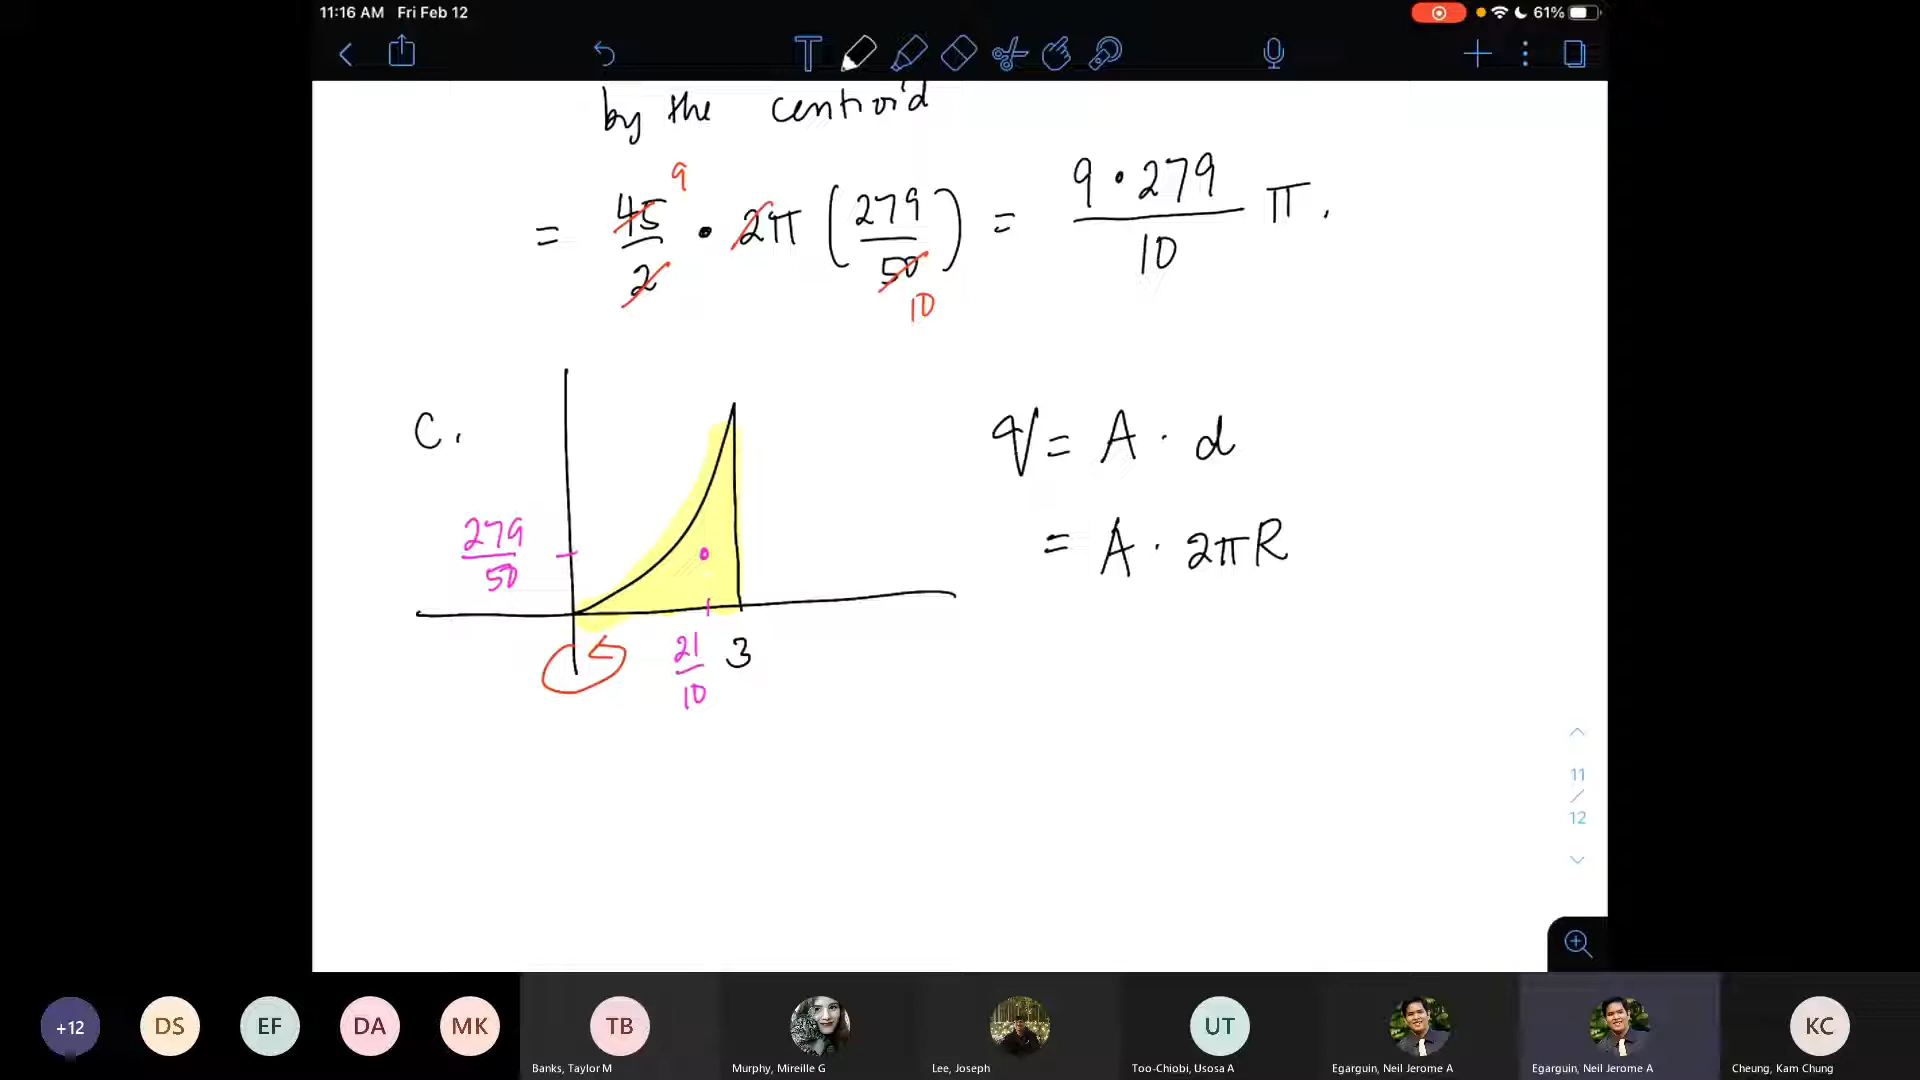 11:16 AM Fri Feb 12
61%
by the centroid
= 45/2 9 • 2π (279/50) 10 = 9 • 279/10 π.
C.
V = A · d
= A · 2πR
279/50
21/10 3
11
/
12
+12 DS EF DA MK TB UT KC
Banks, Taylor M Murphy, Mireille G Lee, Joseph Too-Chiobi, Usosa A Egarguin, Neil Jerome A Egarguin, Neil Jerome A Cheung, Kam Chung